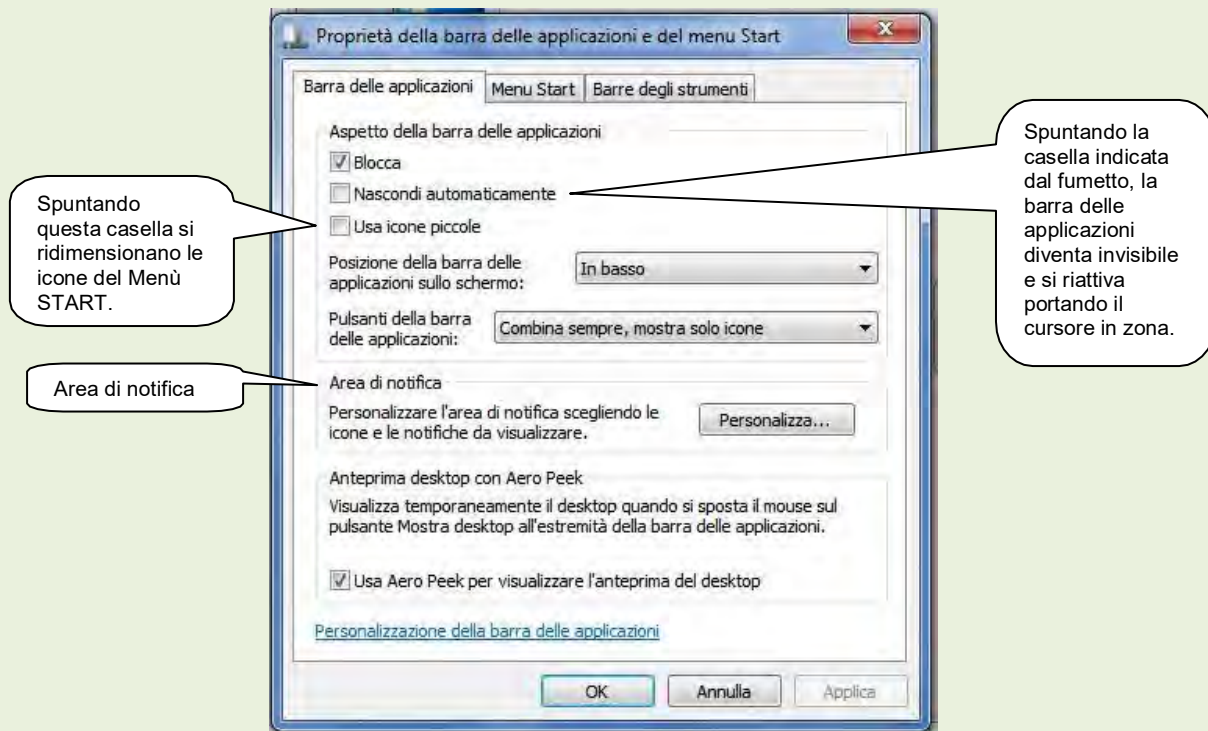 Proprietà della barra delle applicazioni e del menu Start
Barra delle applicazioni
Menu Start
Barre degli strumenti
Aspetto della barra delle applicazioni
Blocca
Nascondi automaticamente
Usa icone piccole
Posizione della barra delle
applicazioni sullo schermo:
In basso
Pulsanti della barra
delle applicazioni:
Combina sempre, mostra solo icone
Area di notifica
Personalizzare l'area di notifica scegliendo le
icone e le notifiche da visualizzare.
Personalizza...
Anteprima desktop con Aero Peek
Visualizza temporaneamente il desktop quando si sposta il mouse sul
pulsante Mostra desktop all'estremità della barra delle applicazioni.
Usa Aero Peek per visualizzare l'anteprima del desktop
Personalizzazione della barra delle applicazioni
OK
Annulla
Applica
Spuntando
questa casella si
ridimensionano le
icone del Menù
START.
Area di notifica
Spuntando la
casella indicata
dal fumetto, la
barra delle
applicazioni
diventa invisibile
e si riattiva
portando il
cursore in zona.